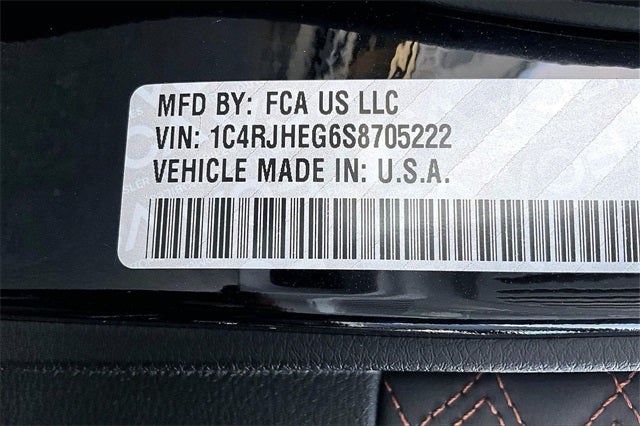 MFD BY: FCA US LLC
VIN: 1C4RJHEG6S8705222
VEHICLE MADE IN: U.S.A.